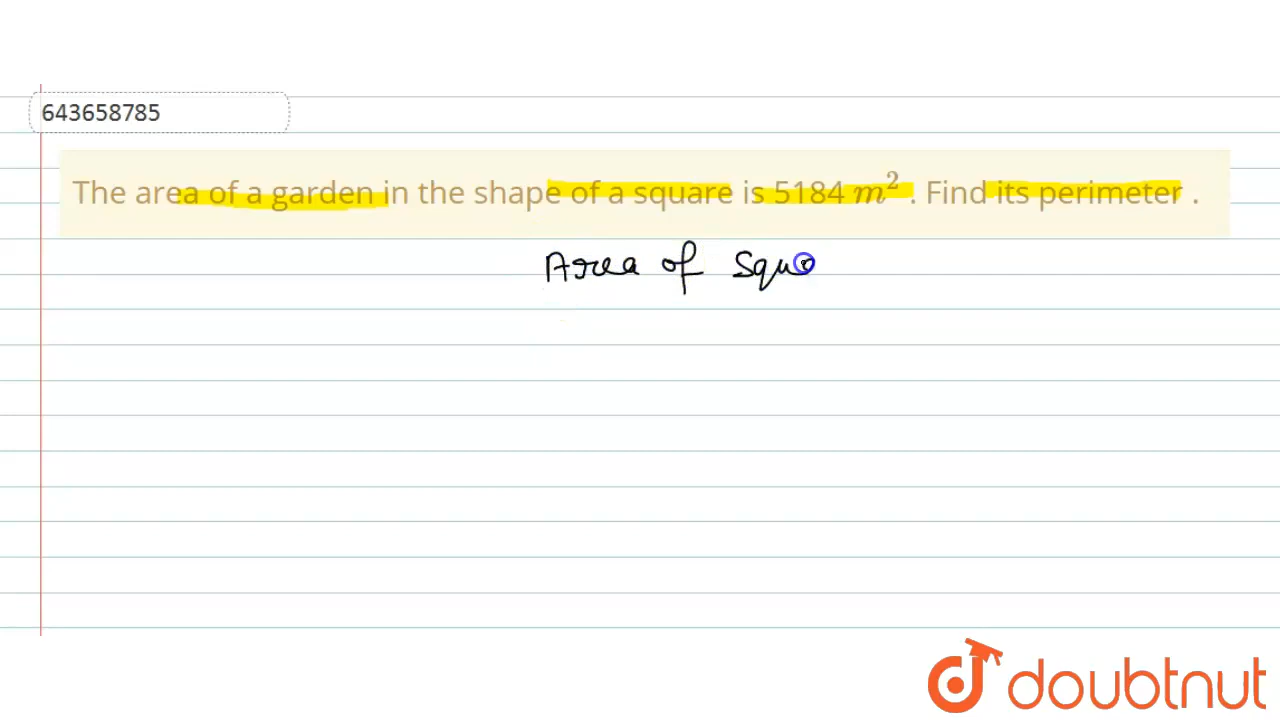 643658785
The area of a garden in the shape of a square is 5184 m². Find its perimeter .
Area of Squa
doubtnut